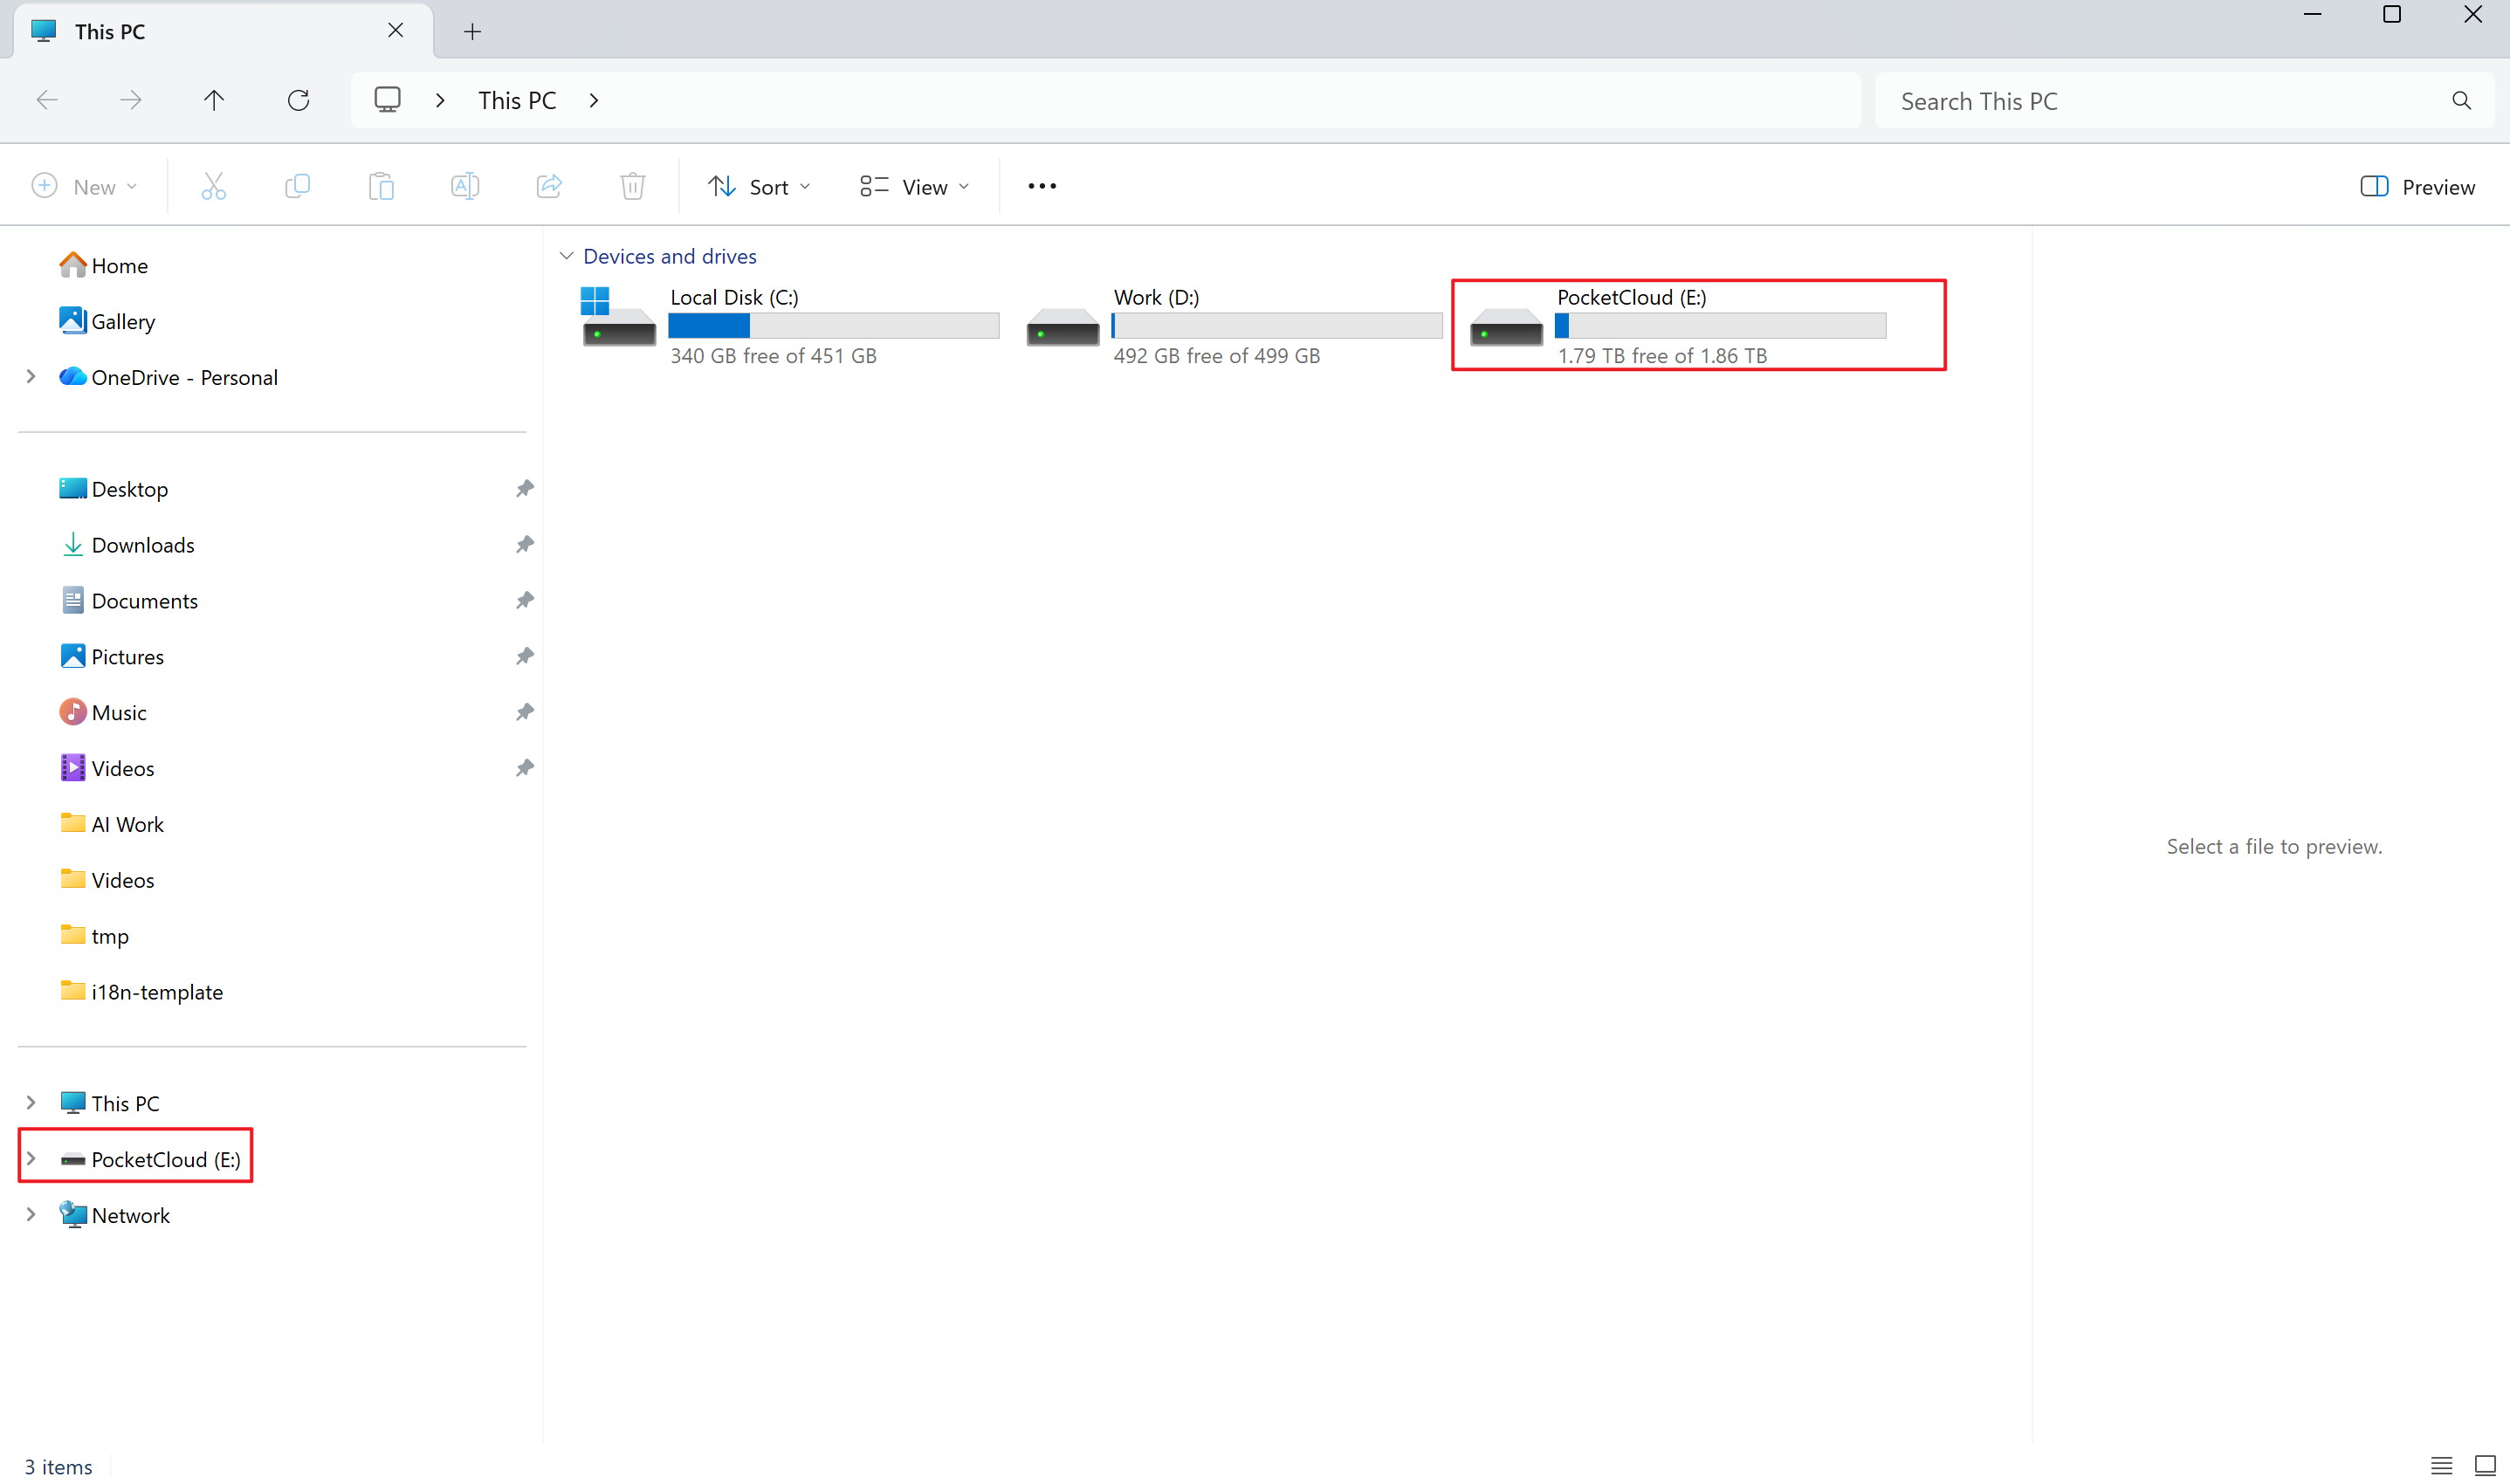 This PC
This PC
Search This PC
New
Sort
View
Preview
Home
Gallery
OneDrive - Personal
Desktop
Downloads
Documents
Pictures
Music
Videos
AI Work
Videos
tmp
i18n-template
This PC
PocketCloud (E:)
Network
Devices and drives
Local Disk (C:)
340 GB free of 451 GB
Work (D:)
492 GB free of 499 GB
PocketCloud (E:)
1.79 TB free of 1.86 TB
Select a file to preview.
3 items